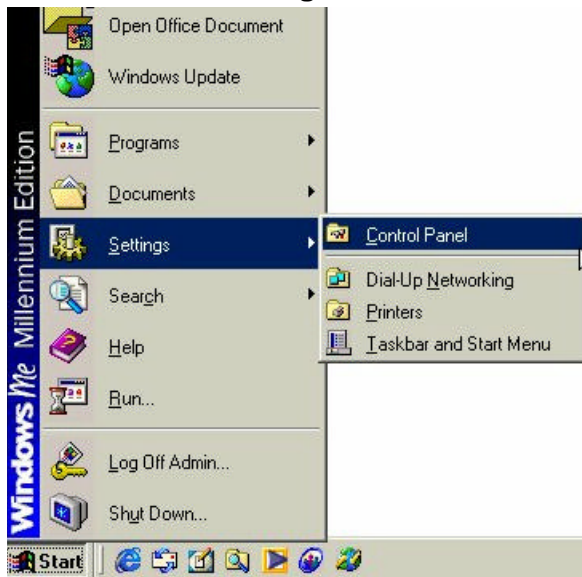 Open Office Document
Windows Update
Programs
Documents
Settings
Control Panel
Dial-Up Networking
Printers
Taskbar and Start Menu
Search
Help
Run...
Log Off Admin...
Shut Down...
Windows Me Millennium Edition
Start